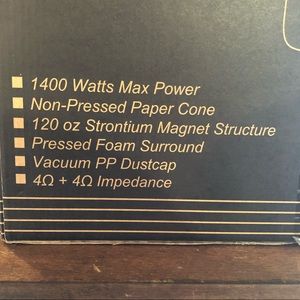 1400 Watts Max Power
Non-Pressed Paper Cone
120 oz Strontium Magnet Structure
Pressed Foam Surround
Vacuum PP Dustcap
4Ω + 4Ω Impedance